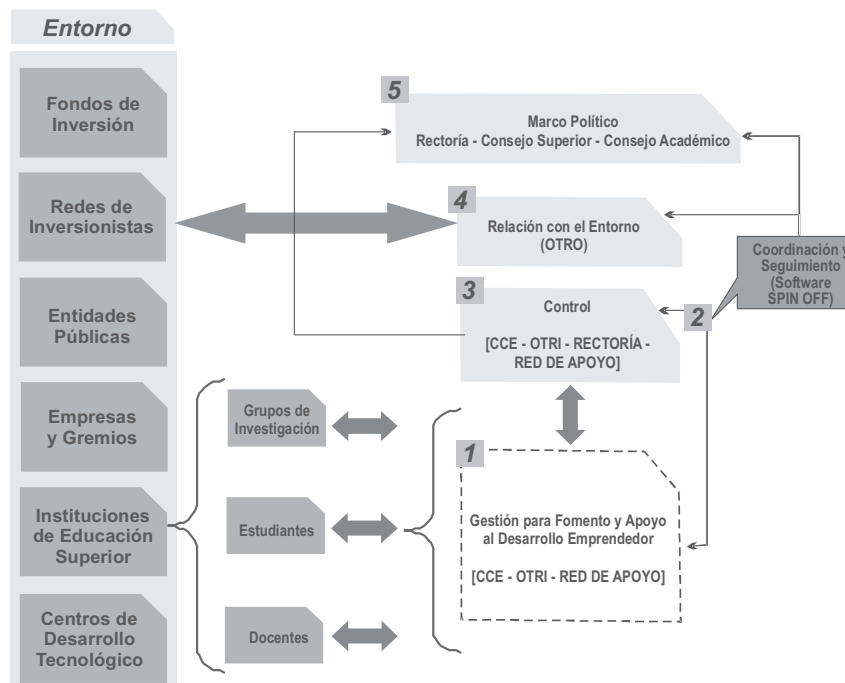 Entorno
Fondos de
Inversión
Redes de
Inversionistas
Entidades
Públicas
Empresas
y Gremios
Instituciones
de Educación
Superior
Centros de
Desarrollo
Tecnológico
Grupos de
Investigación
Estudiantes
Docentes
5
Marco Político
Rectoría - Consejo Superior - Consejo Académico
4
Relación con el Entorno
(OTRO)
3
Control
[CCE - OTRI - RECTORÍA -
RED DE APOYO]
2
Coordinación y
Seguimiento
(Software
SPIN OFF)
1
Gestión para Fomento y Apoyo
al Desarrollo Emprendedor
[CCE - OTRI - RED DE APOYO]